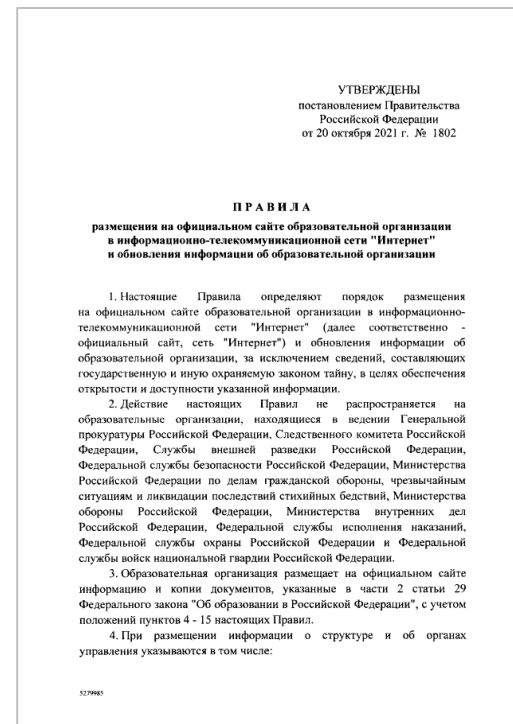 УТВЕРЖДЕНЫ
постановлением Правительства
Российской Федерации
от 20 октября 2021 г. № 1802
П Р А В И Л А
размещения на официальном сайте образовательной организации
в информационно-телекоммуникационной сети "Интернет"
и обновления информации об образовательной организации
1. Настоящие Правила определяют порядок размещения
на официальном сайте образовательной организации в информационно-
телекоммуникационной сети "Интернет" (далее соответственно -
официальный сайт, сеть "Интернет") и обновления информации об
образовательной организации, за исключением сведений, составляющих
государственную и иную охраняемую законом тайну, в целях обеспечения
открытости и доступности указанной информации.
2. Действие настоящих Правил не распространяется на
образовательные организации, находящиеся в ведении Генеральной
прокуратуры Российской Федерации, Следственного комитета Российской
Федерации, Службы внешней разведки Российской Федерации,
Федеральной службы безопасности Российской Федерации, Министерства
Российской Федерации по делам гражданской обороны, чрезвычайным
ситуациям и ликвидации последствий стихийных бедствий, Министерства
обороны Российской Федерации, Министерства внутренних дел
Российской Федерации, Федеральной службы исполнения наказаний,
Федеральной службы охраны Российской Федерации и Федеральной
службы войск национальной гвардии Российской Федерации.
3. Образовательная организация размещает на официальном сайте
информацию и копии документов, указанные в части 2 статьи 29
Федерального закона "Об образовании в Российской Федерации", с учетом
положений пунктов 4 - 15 настоящих Правил.
4. При размещении информации о структуре и об органах
управления указываются в том числе:
5279985